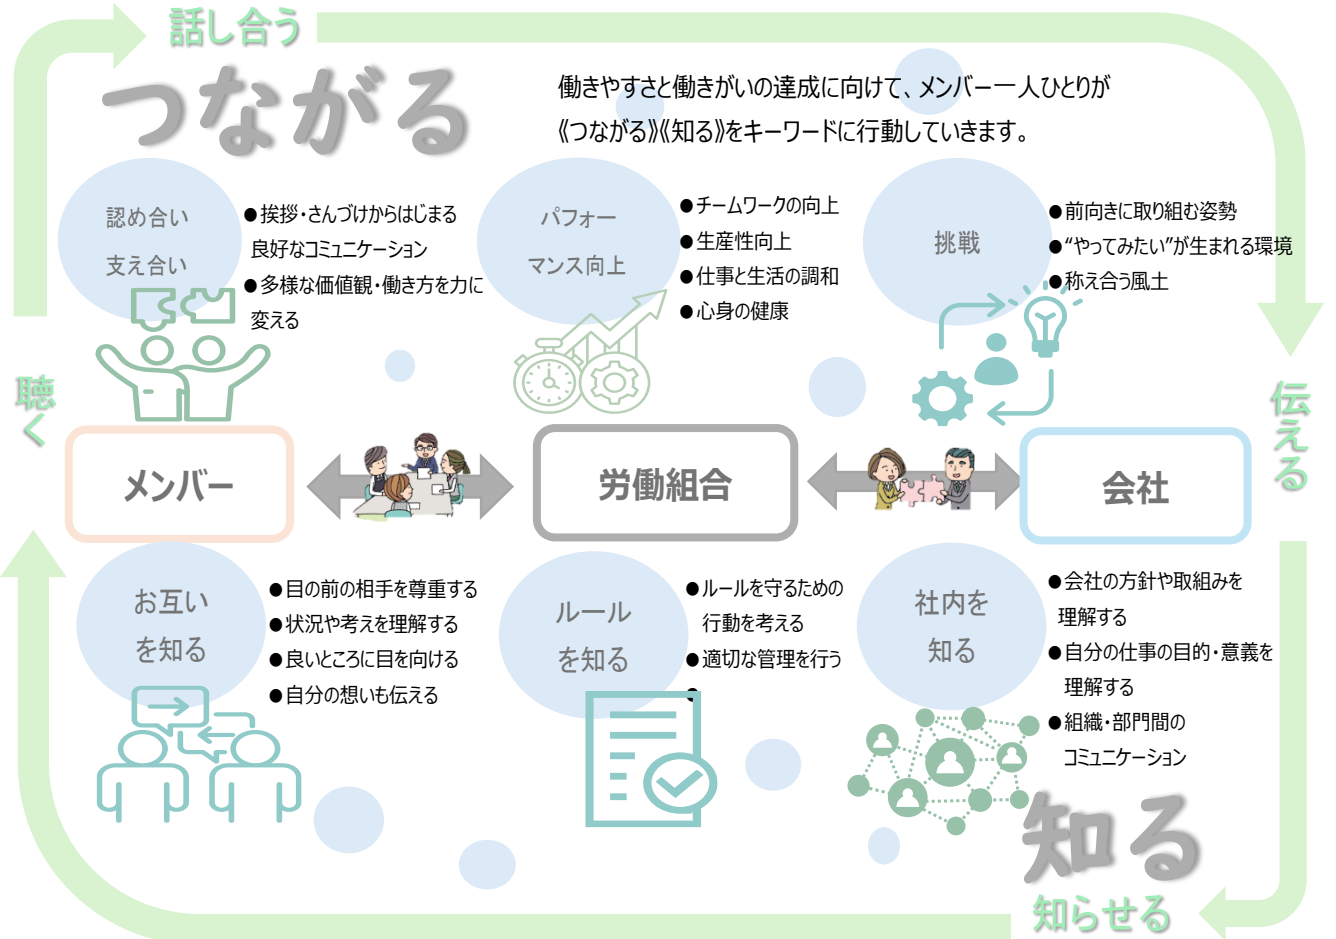 話し合う
つながる
働きやすさと働きがいの達成に向けて、メンバー一人ひとりが
《つながる》《知る》をキーワードに行動していきます。
認め合い
支え合い
●挨拶・さんづけからはじまる
良好なコミュニケーション
●多様な価値観・働き方を力に
変える
パフォー
マンス向上
●チームワークの向上
●生産性向上
●仕事と生活の調和
●心身の健康
挑戦
●前向きに取り組む姿勢
●“やってみたい”が生まれる環境
●称え合う風土
聴く
伝える
メンバー
労働組合
会社
お互い
を知る
●目の前の相手を尊重する
●状況や考えを理解する
●良いところに目を向ける
●自分の想いも伝える
ルール
を知る
●ルールを守るための
行動を考える
●適切な管理を行う
●
社内を
知る
●会社の方針や取組みを
理解する
●自分の仕事の目的・意義を
理解する
●組織・部門間の
コミュニケーション
知る
知らせる